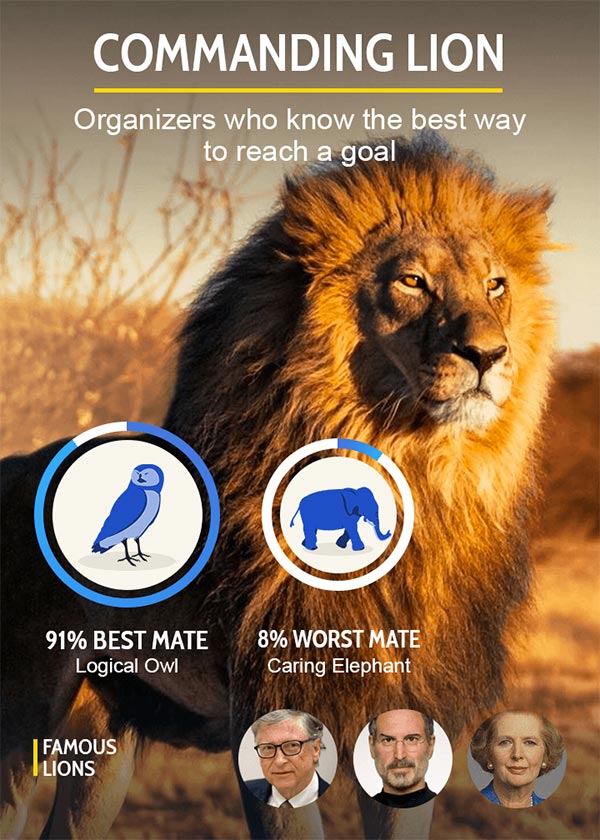 COMMANDING LION
Organizers who know the best way
to reach a goal
91% BEST MATE
Logical Owl
8% WORST MATE
Caring Elephant
FAMOUS
LIONS